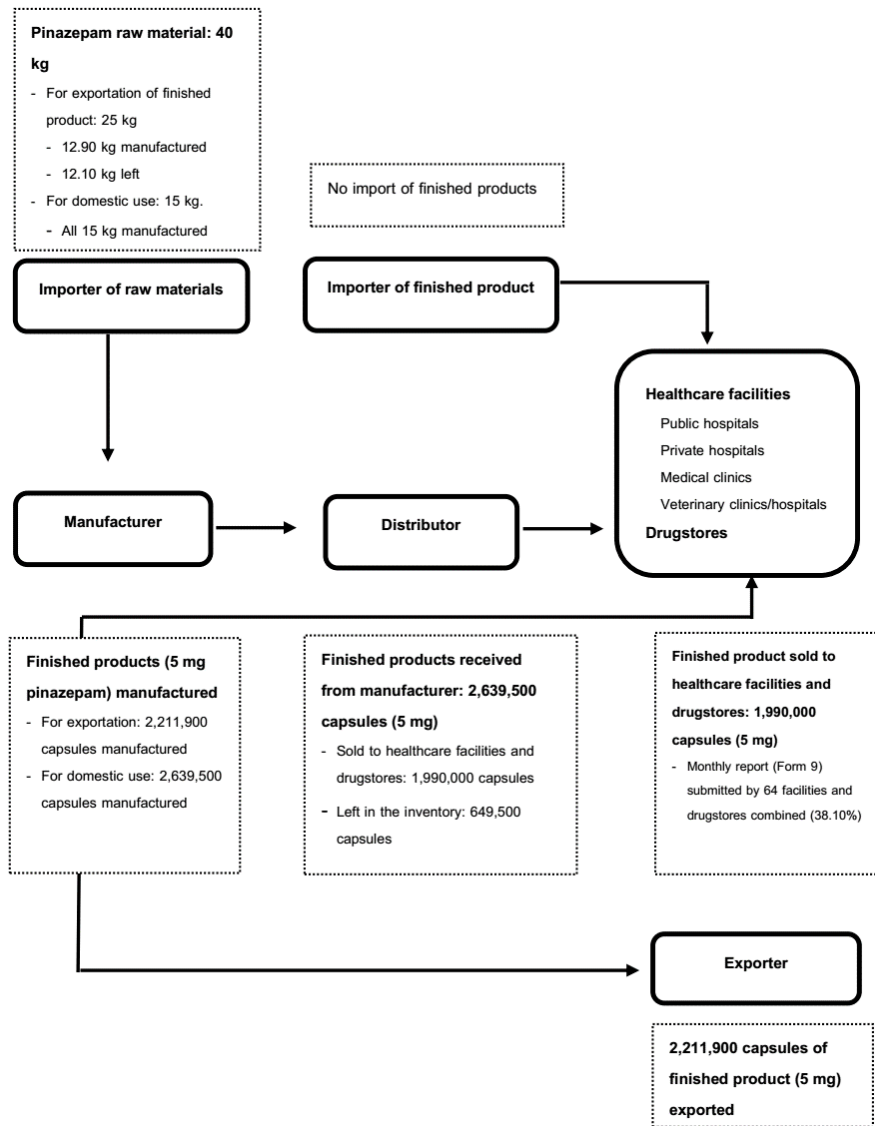 Pinazepam raw material: 40
kg
- For exportation of finished
product: 25 kg
- 12.90 kg manufactured
- 12.10 kg left
- For domestic use: 15 kg.
- All 15 kg manufactured
No import of finished products
Importer of raw materials
Importer of finished product
Healthcare facilities
Public hospitals
Private hospitals
Medical clinics
Veterinary clinics/hospitals
Drugstores
Manufacturer
Distributor
Finished products (5 mg
pinazepam) manufactured
- For exportation: 2,211,900
capsules manufactured
- For domestic use: 2,639,500
capsules manufactured
Finished products received
from manufacturer: 2,639,500
capsules (5 mg)
- Sold to healthcare facilities and
drugstores: 1,990,000 capsules
- Left in the inventory: 649,500
capsules
Finished product sold to
healthcare facilities and
drugstores: 1,990,000
capsules (5 mg)
- Monthly report (Form 9)
submitted by 64 facilities and
drugstores combined (38.10%)
Exporter
2,211,900 capsules of
finished product (5 mg)
exported